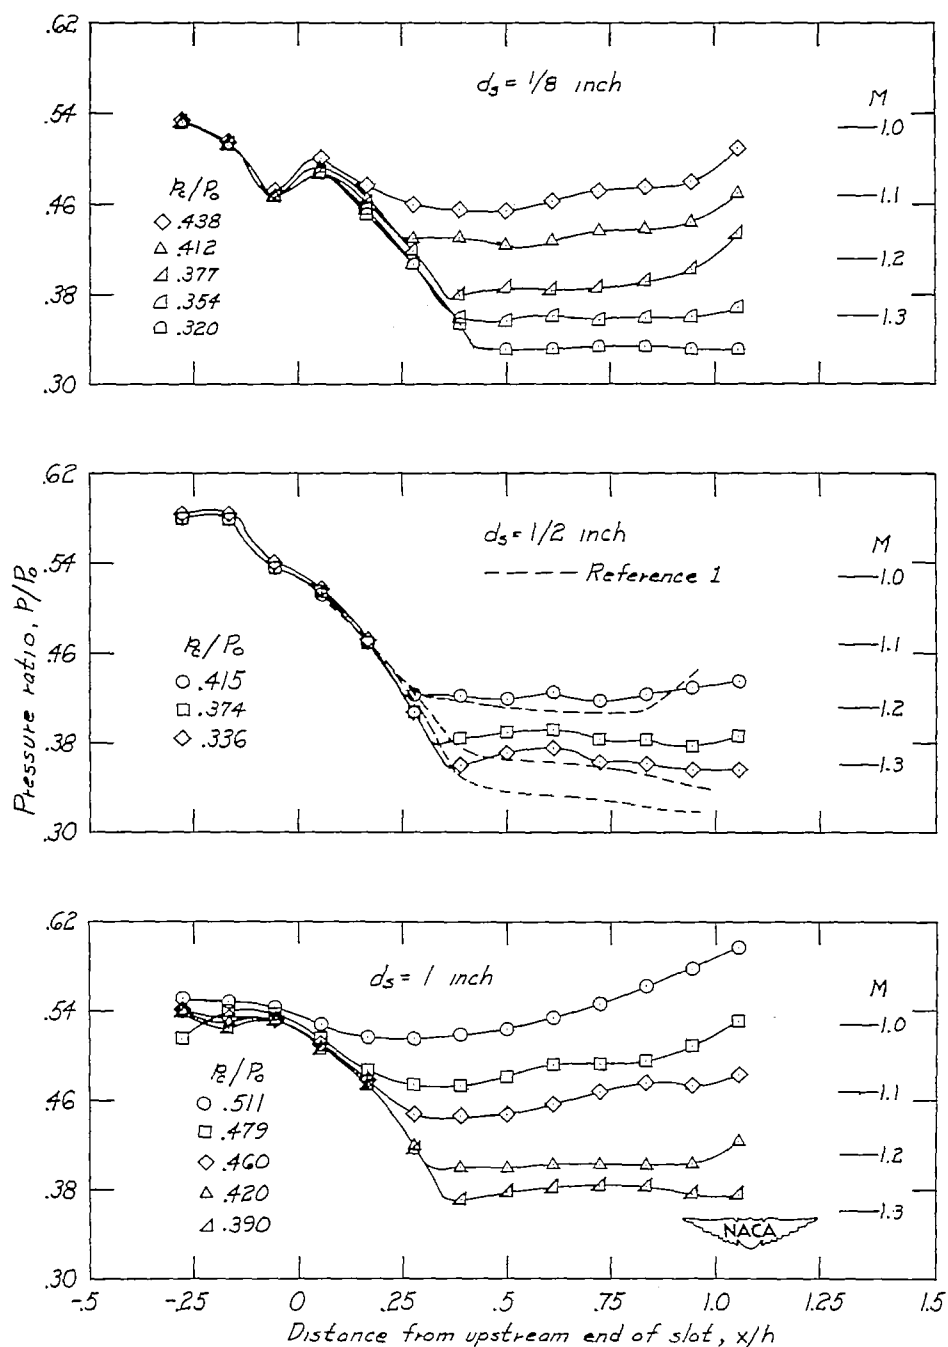 .62
d_s = 1/8 inch
M
.54
1.0
p_c/P_o
.46
1.1
.438
.412
1.2
.377
.38
.354
1.3
.320
.30
.62
d_s = 1/2 inch
M
.54
Reference 1
1.0
p_c/P_o
.46
1.1
.415
.374
1.2
.38
.336
1.3
.30
Pressure ratio, p/P_o
.62
d_s = 1 inch
M
.54
1.0
p_c/P_o
.511
.46
1.1
.479
.460
1.2
.420
.38
1.3
.390
NACA
.30
-.5 -.25 0 .25 .5 .75 1.0 1.25 1.5
Distance from upstream end of slot, x/h